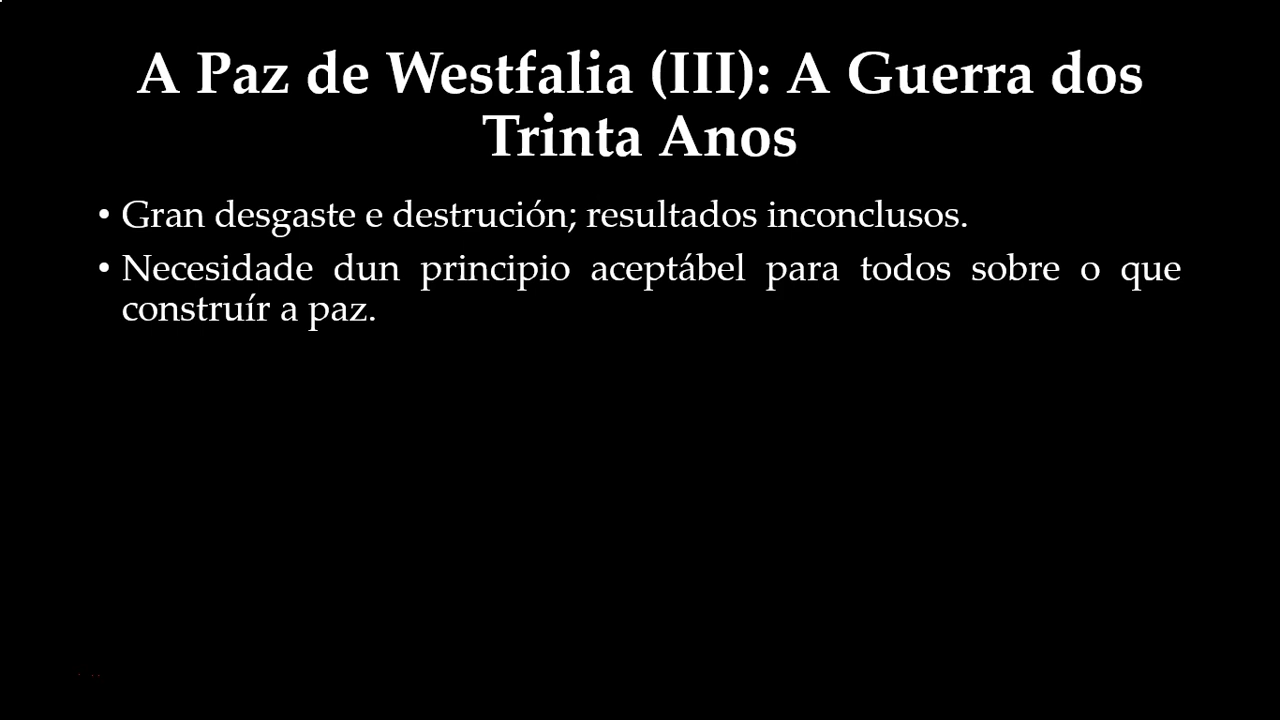 A Paz de Westfalia (III): A Guerra dos
Trinta Anos
• Gran desgaste e destrución; resultados inconclusos.
• Necesidade dun principio aceptábel para todos sobre o que
construír a paz.